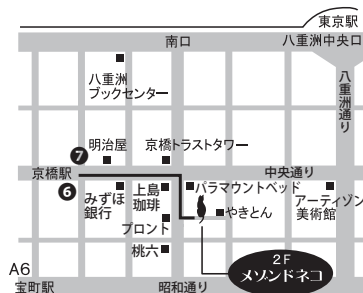 東京駅
南口
八重洲中央口
八重洲
ブックセンター
八重洲通り
明治屋
京橋トラストタワー
❼
京橋駅
中央通り
❻
みずほ
銀行
上島
珈琲
パラマウントベッド
やきとん
アーティゾン
美術館
プロント
桃六
A6
宝町駅
昭和通り
2F
メゾンドネコ